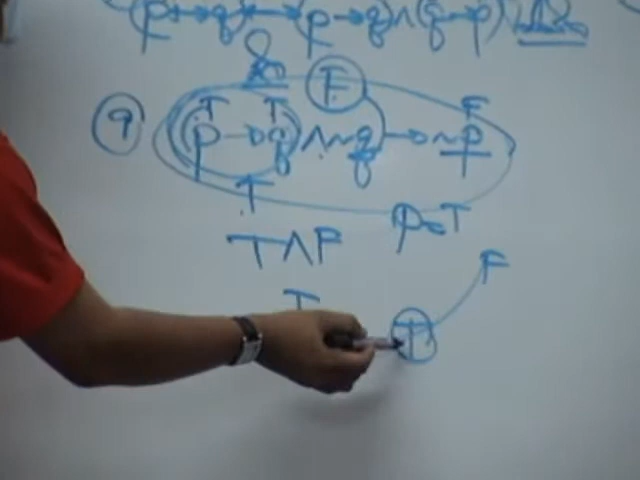 (p↔q)↔(p→q)∧(q→p)
F
T T F
9 ((p→q)∧~q)→~p
T
p=T
T∧P
F
T
T